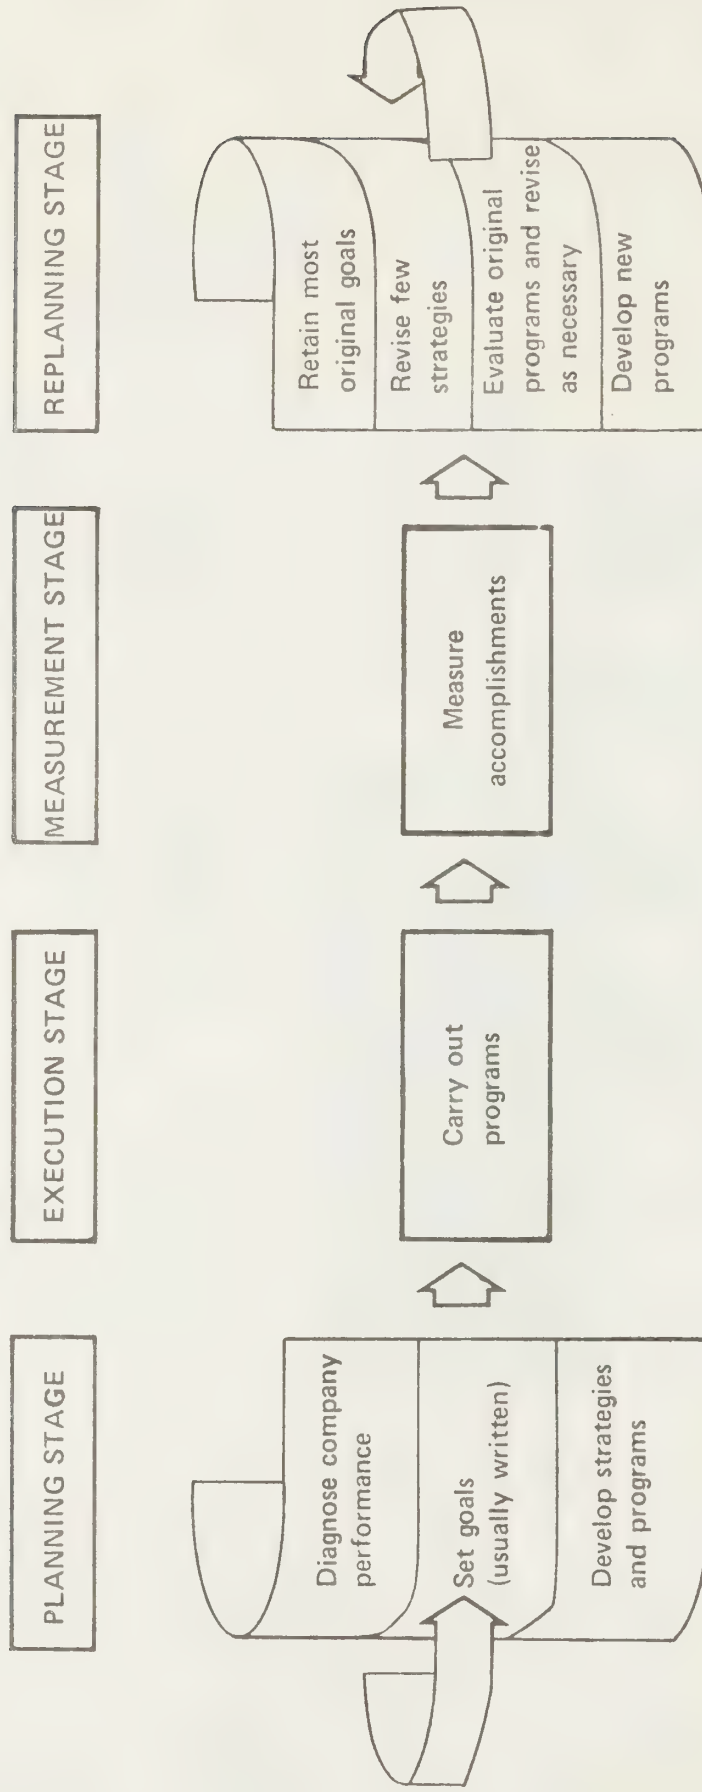 PLANNING STAGE
EXECUTION STAGE
MEASUREMENT STAGE
REPLANNING STAGE
Diagnose company
performance
Set goals
(usually written)
Develop strategies
and programs
Carry out
programs
Measure
accomplishments
Retain most
original goals
Revise few
strategies
Evaluate original
programs and revise
as necessary
Develop new
programs